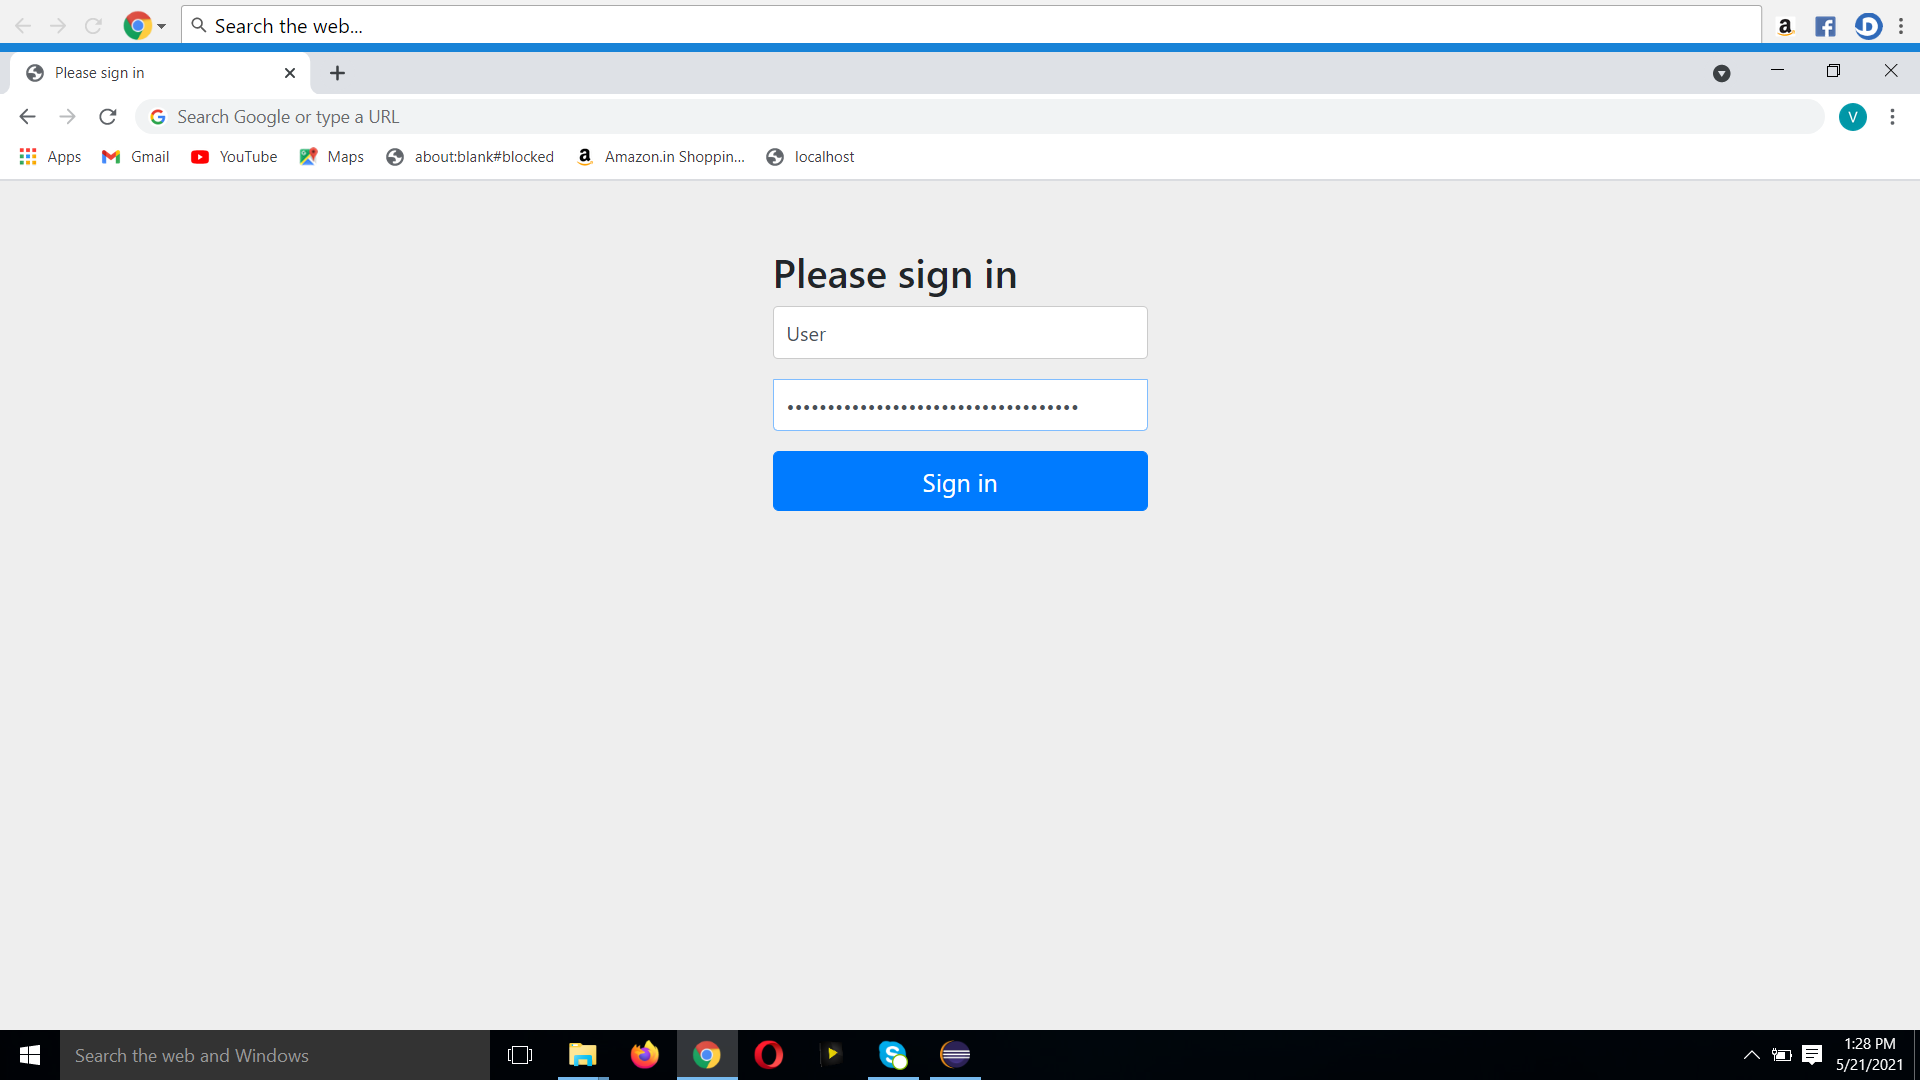 Search the web...
Please sign in
Search Google or type a URL
V
Apps Gmail YouTube Maps about:blank#blocked Amazon.in Shoppin... localhost
Please sign in
User
••••••••••••••••••••••••••••••••••••
Sign in
Search the web and Windows
1:28 PM
5/21/2021